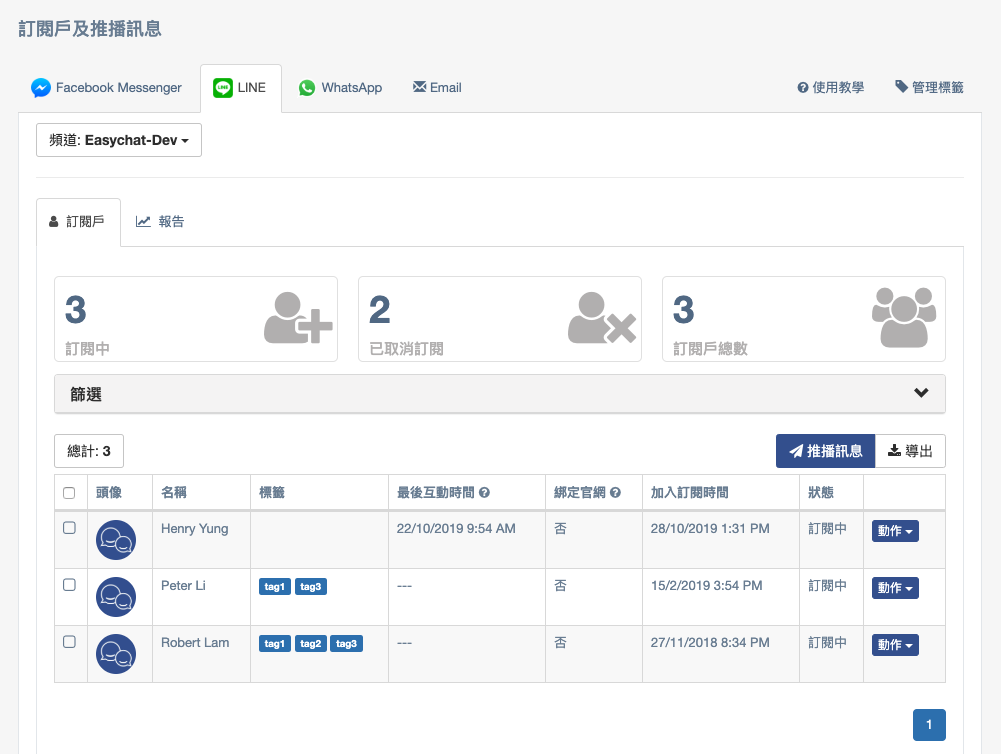 訂閱戶及推播訊息
Facebook Messenger LINE WhatsApp Email 使用教學 管理標籤
頻道: Easychat-Dev
訂閱戶 報告
3 2 3
訂閱中 已取消訂閱 訂閱戶總數
篩選
總計: 3 推播訊息 導出
頭像 名稱 標籤 最後互動時間 綁定官網 加入訂閱時間 狀態
Henry Yung 22/10/2019 9:54 AM 否 28/10/2019 1:31 PM 訂閱中 動作
Peter Li tag1 tag3 --- 否 15/2/2019 3:54 PM 訂閱中 動作
Robert Lam tag1 tag2 tag3 --- 否 27/11/2018 8:34 PM 訂閱中 動作
1